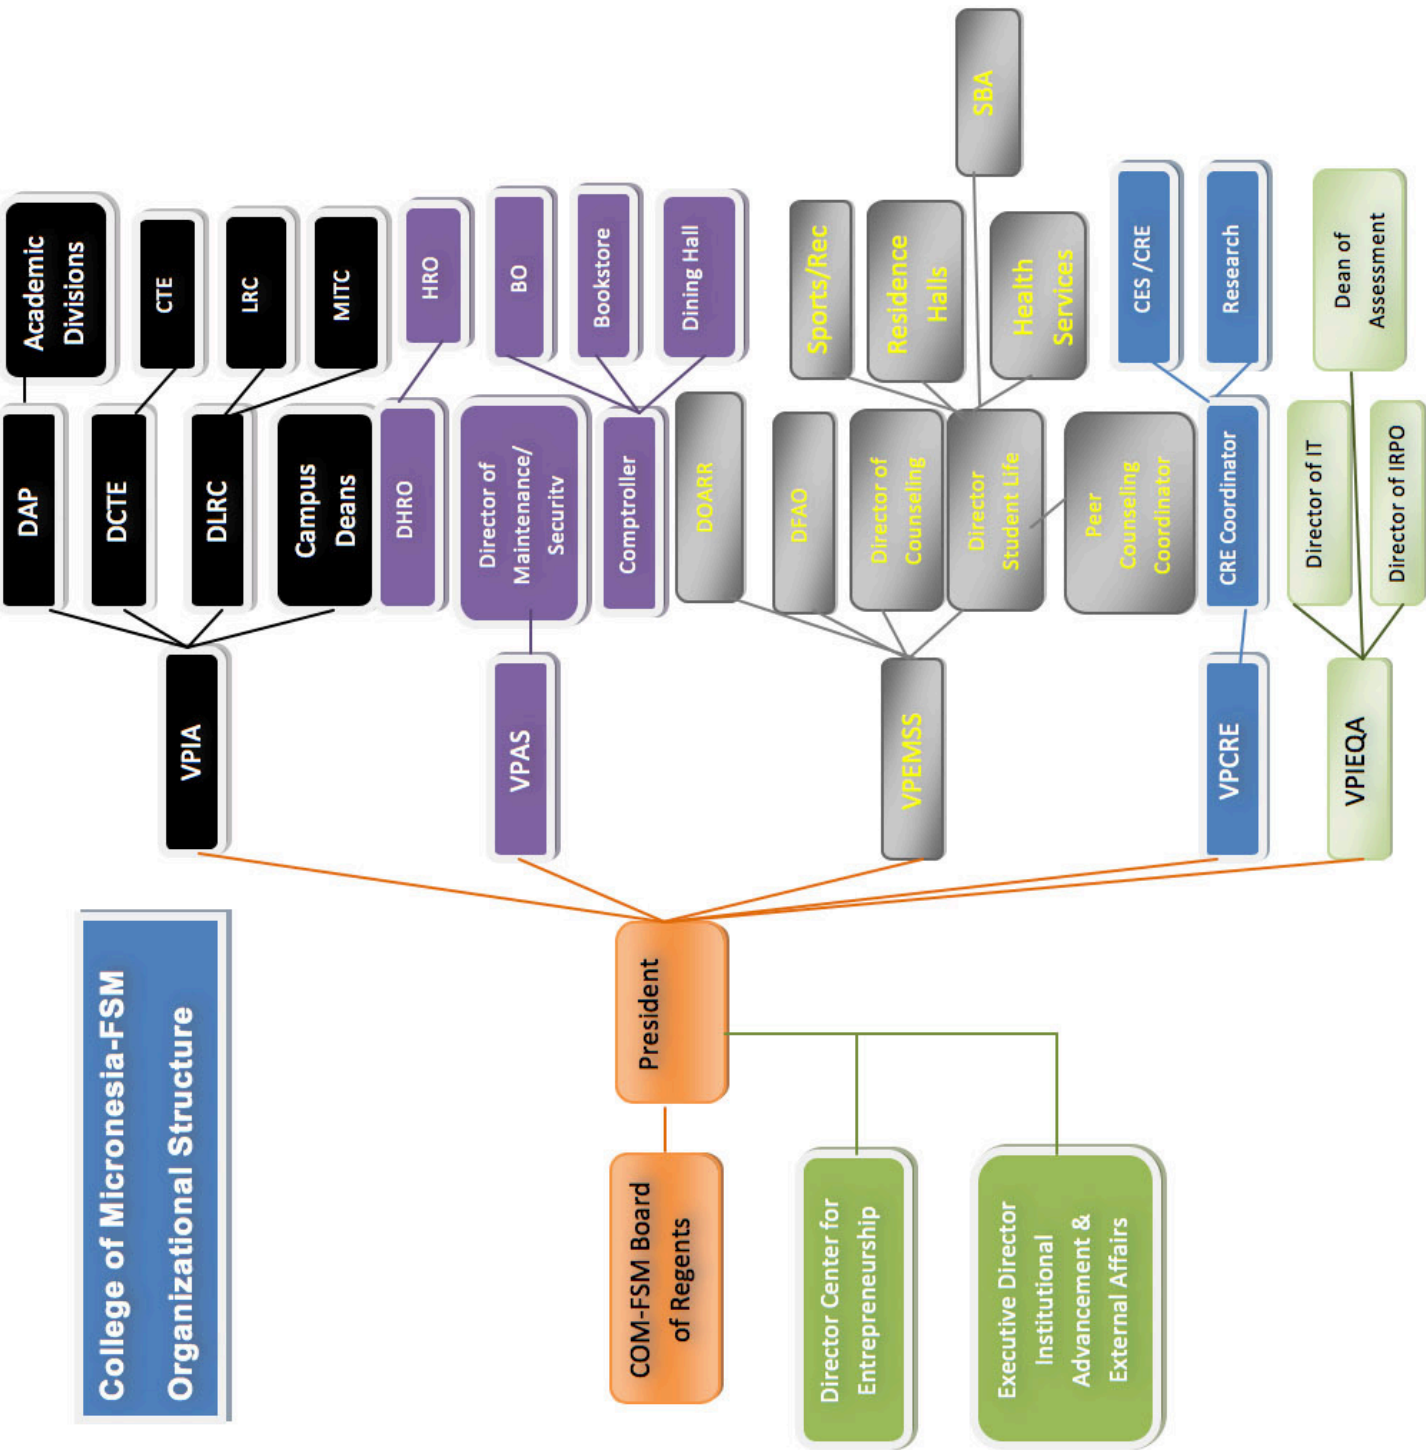 College of Micronesia-FSM
Organizational Structure
COM-FSM Board
of Regents
President
Director Center for
Entrepreneurship
Executive Director
Institutional
Advancement &
External Affairs
VPIA
DAP
Academic
Divisions
DCTE
CTE
DLRC
LRC
MITC
Campus
Deans
VPAS
DHRO
HRO
Director of
Maintenance/
Security
Comptroller
BO
Bookstore
Dining Hall
VPEMSS
DOARR
DFAO
Director of
Counseling
Director
Student Life
Sports/Rec
Residence
Halls
SBA
Health
Services
Peer
Counseling
Coordinator
VPCRE
CRE Coordinator
CES /CRE
Research
VPIEQA
Director of IT
Dean of
Assessment
Director of IRPO